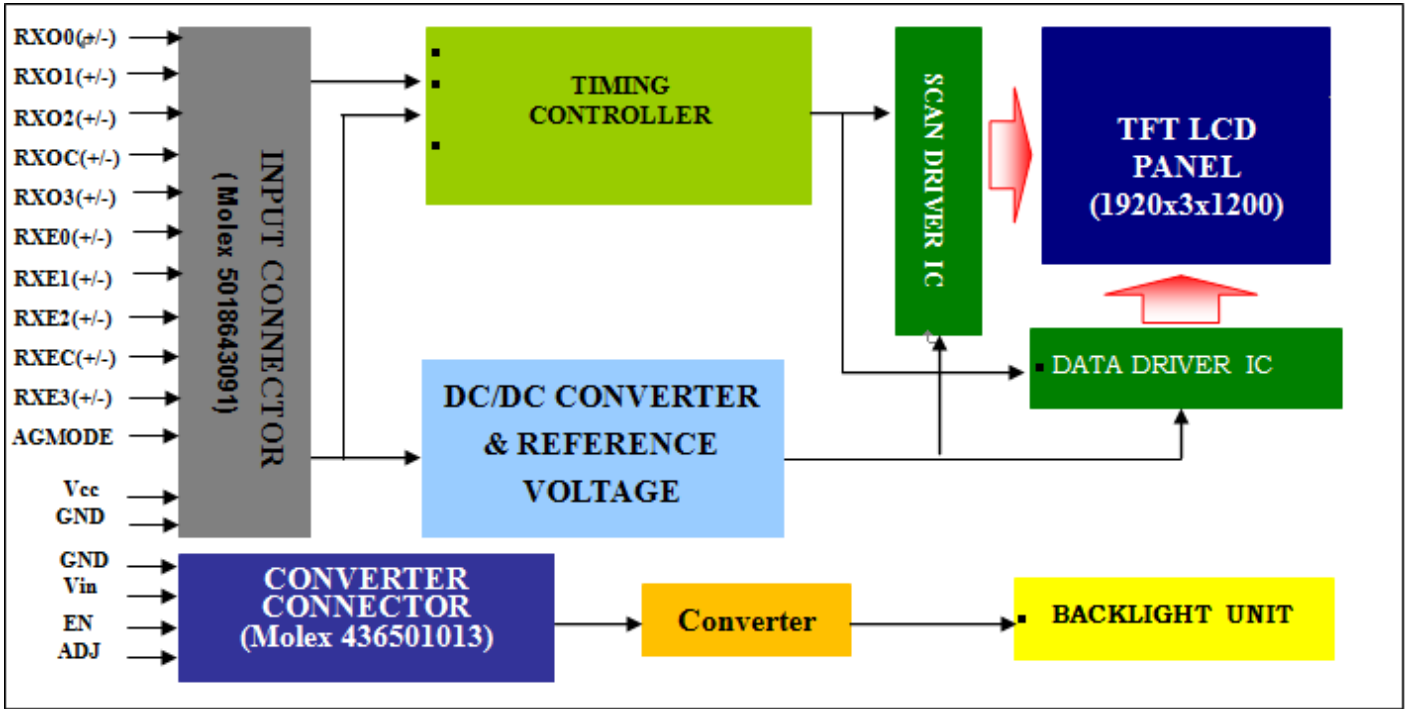 RXO0(+/-)
RXO1(+/-)
RXO2(+/-)
RXOC(+/-)
RXO3(+/-)
RXE0(+/-)
RXE1(+/-)
RXE2(+/-)
RXEC(+/-)
RXE3(+/-)
AGMODE
Vcc
GND
INPUT CONNECTOR
( Molex 5018643091)
TIMING
CONTROLLER
SCAN DRIVER IC
TFT LCD
PANEL
(1920x3x1200)
DATA DRIVER IC
DC/DC CONVERTER
& REFERENCE
VOLTAGE
GND
Vin
EN
ADJ
CONVERTER
CONNECTOR
(Molex 436501013)
Converter
BACKLIGHT UNIT